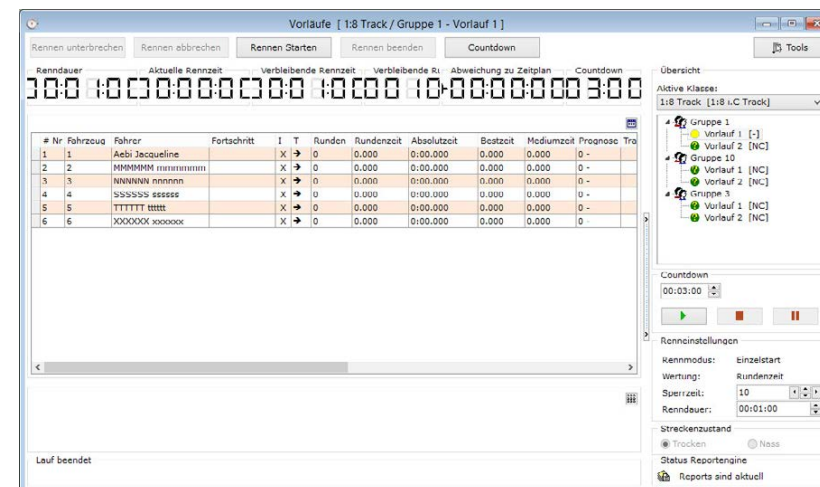 Vorläufe [ 1:8 Track / Gruppe 1 - Vorlauf 1 ]
Rennen unterbrechen Rennen abbrechen Rennen Starten Rennen beenden Countdown Tools
Renndauer Aktuelle Rennzeit Verbleibende Rennzeit Verbleibende Abweichung zu Zeitplan Countdown
Übersicht
Aktive Klasse:
1:8 Track
Gruppe 1
Vorlauf 1 [-]
Vorlauf 2 [NC]
Gruppe 10
Vorlauf 1 [NC]
Vorlauf 2 [NC]
Gruppe 3
Vorlauf 1 [NC]
Vorlauf 2 [NC]
# Nr Fahrzeug Fahrer Fortschritt I T Runden Rundenzeit Absolutzeit Bestzeit Mediumzeit Prognose Tra
1 1 Aebi Jacqueline X → 0 0.000 0:00.000 0.000 0.000 0 -
2 2 MMMMMM mmmmmmm X → 0 0.000 0:00.000 0.000 0.000 0 -
3 3 NNNNNN nnnnnn X → 0 0.000 0:00.000 0.000 0.000 0 -
4 4 SSSSSS ssssss X → 0 0.000 0:00.000 0.000 0.000 0 -
5 5 TTTTTT tttttt X → 0 0.000 0:00.000 0.000 0.000 0 -
6 6 XXXXXX xxxxxx X → 0 0.000 0:00.000 0.000 0.000 0 -
Countdown
00:03:00
Renneinstellungen
Rennmodus: Einzelstart
Wertung: Rundenzeit
Sperrzeit: 10
Renndauer: 00:01:00
Streckenzustand
Trocken Nass
Lauf beendet
Status Reportengine
Reports sind aktuell